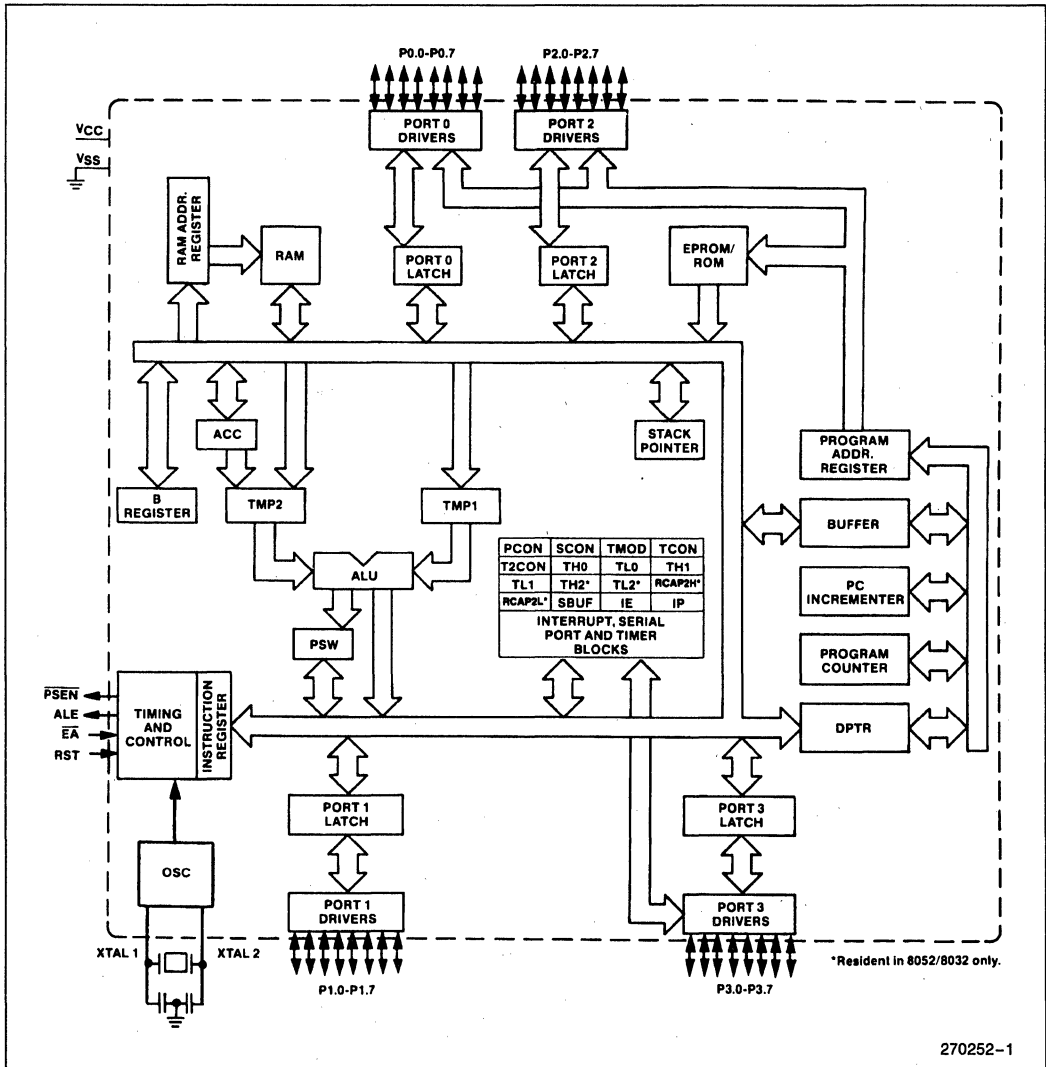 P0.0-P0.7
P2.0-P2.7
VCC
VSS
PORT 0
DRIVERS
PORT 2
DRIVERS
RAM ADDR.
REGISTER
RAM
PORT 0
LATCH
PORT 2
LATCH
EPROM/
ROM
ACC
STACK
POINTER
PROGRAM
ADDR.
REGISTER
B
REGISTER
TMP2
TMP1
BUFFER
ALU
PCON SCON TMOD TCON
T2CON TH0 TL0 TH1
TL1 TH2* TL2* RCAP2H*
RCAP2L* SBUF IE IP
INTERRUPT, SERIAL
PORT AND TIMER
BLOCKS
PC
INCREMENTER
PSW
PROGRAM
COUNTER
PSEN
ALE
EA
RST
TIMING
AND
CONTROL
INSTRUCTION
REGISTER
DPTR
PORT 1
LATCH
PORT 3
LATCH
OSC
PORT 1
DRIVERS
PORT 3
DRIVERS
XTAL 1
XTAL 2
*Resident in 8052/8032 only.
P1.0-P1.7
P3.0-P3.7
270252-1